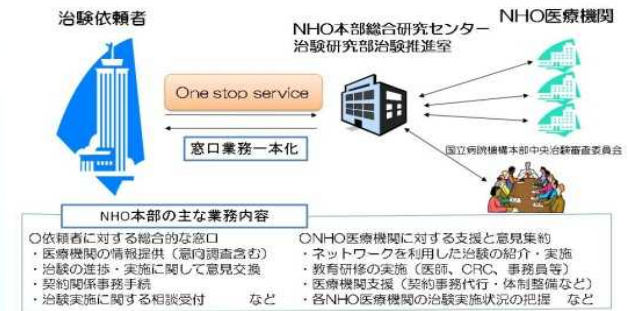 治験依頼者
NHO本部総合研究センター
治験研究部治験推進室
NHO医療機関
One stop service
窓口業務一本化
国立病院機構本部中央治験審査委員会
NHO本部の主な業務内容
〇依頼者に対する総合的な窓口
・医療機関の情報提供（意向調査含む）
・治験の進捗・実施に関して意見交換
・契約関係事務手続
・治験実施に関する相談受付　など
〇NHO医療機関に対する支援と意見集約
・ネットワークを利用した治験の紹介・実施
・教育研修の実施（医師、CRC、事務員等）
・医療機関支援（契約事務代行・体制整備など）
・各NHO医療機関の治験実施状況の把握　など